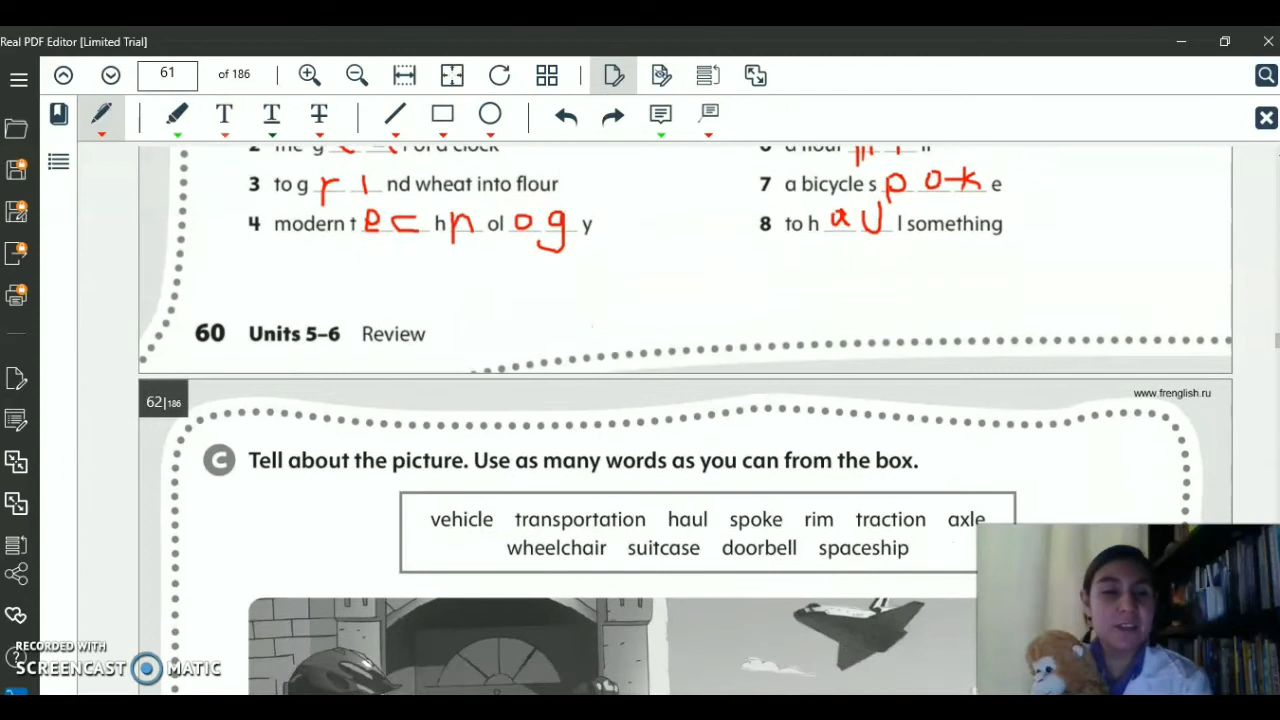 Real PDF Editor [Limited Trial]
61 of 186
3 to g r i nd wheat into flour
4 modern t e c h n ol o g y
a flour m i ll
7 a bicycle s p o k e
8 to h a u l something
60 Units 5–6 Review
62|186
www.frenglish.ru
C Tell about the picture. Use as many words as you can from the box.
vehicle transportation haul spoke rim traction axle
wheelchair suitcase doorbell spaceship
RECORDED WITH
SCREENCAST MATIC